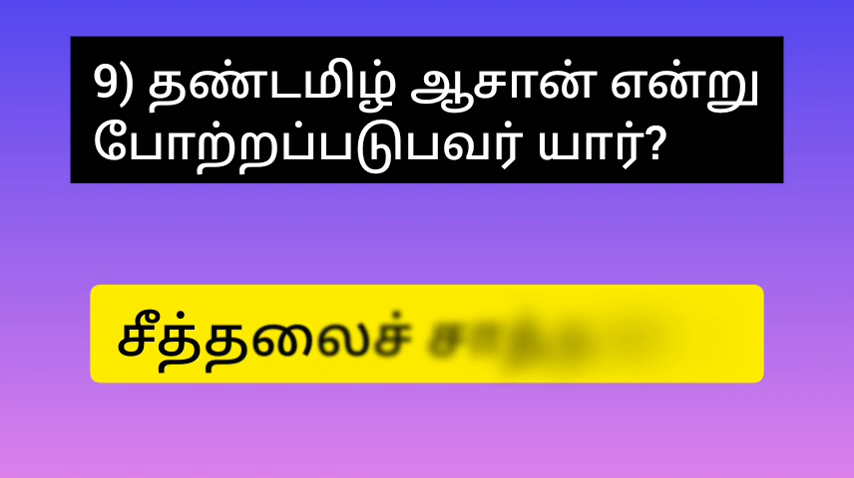 9) தண்டமிழ் ஆசான் என்று
போற்றப்படுபவர் யார்?
சீத்தலைச்